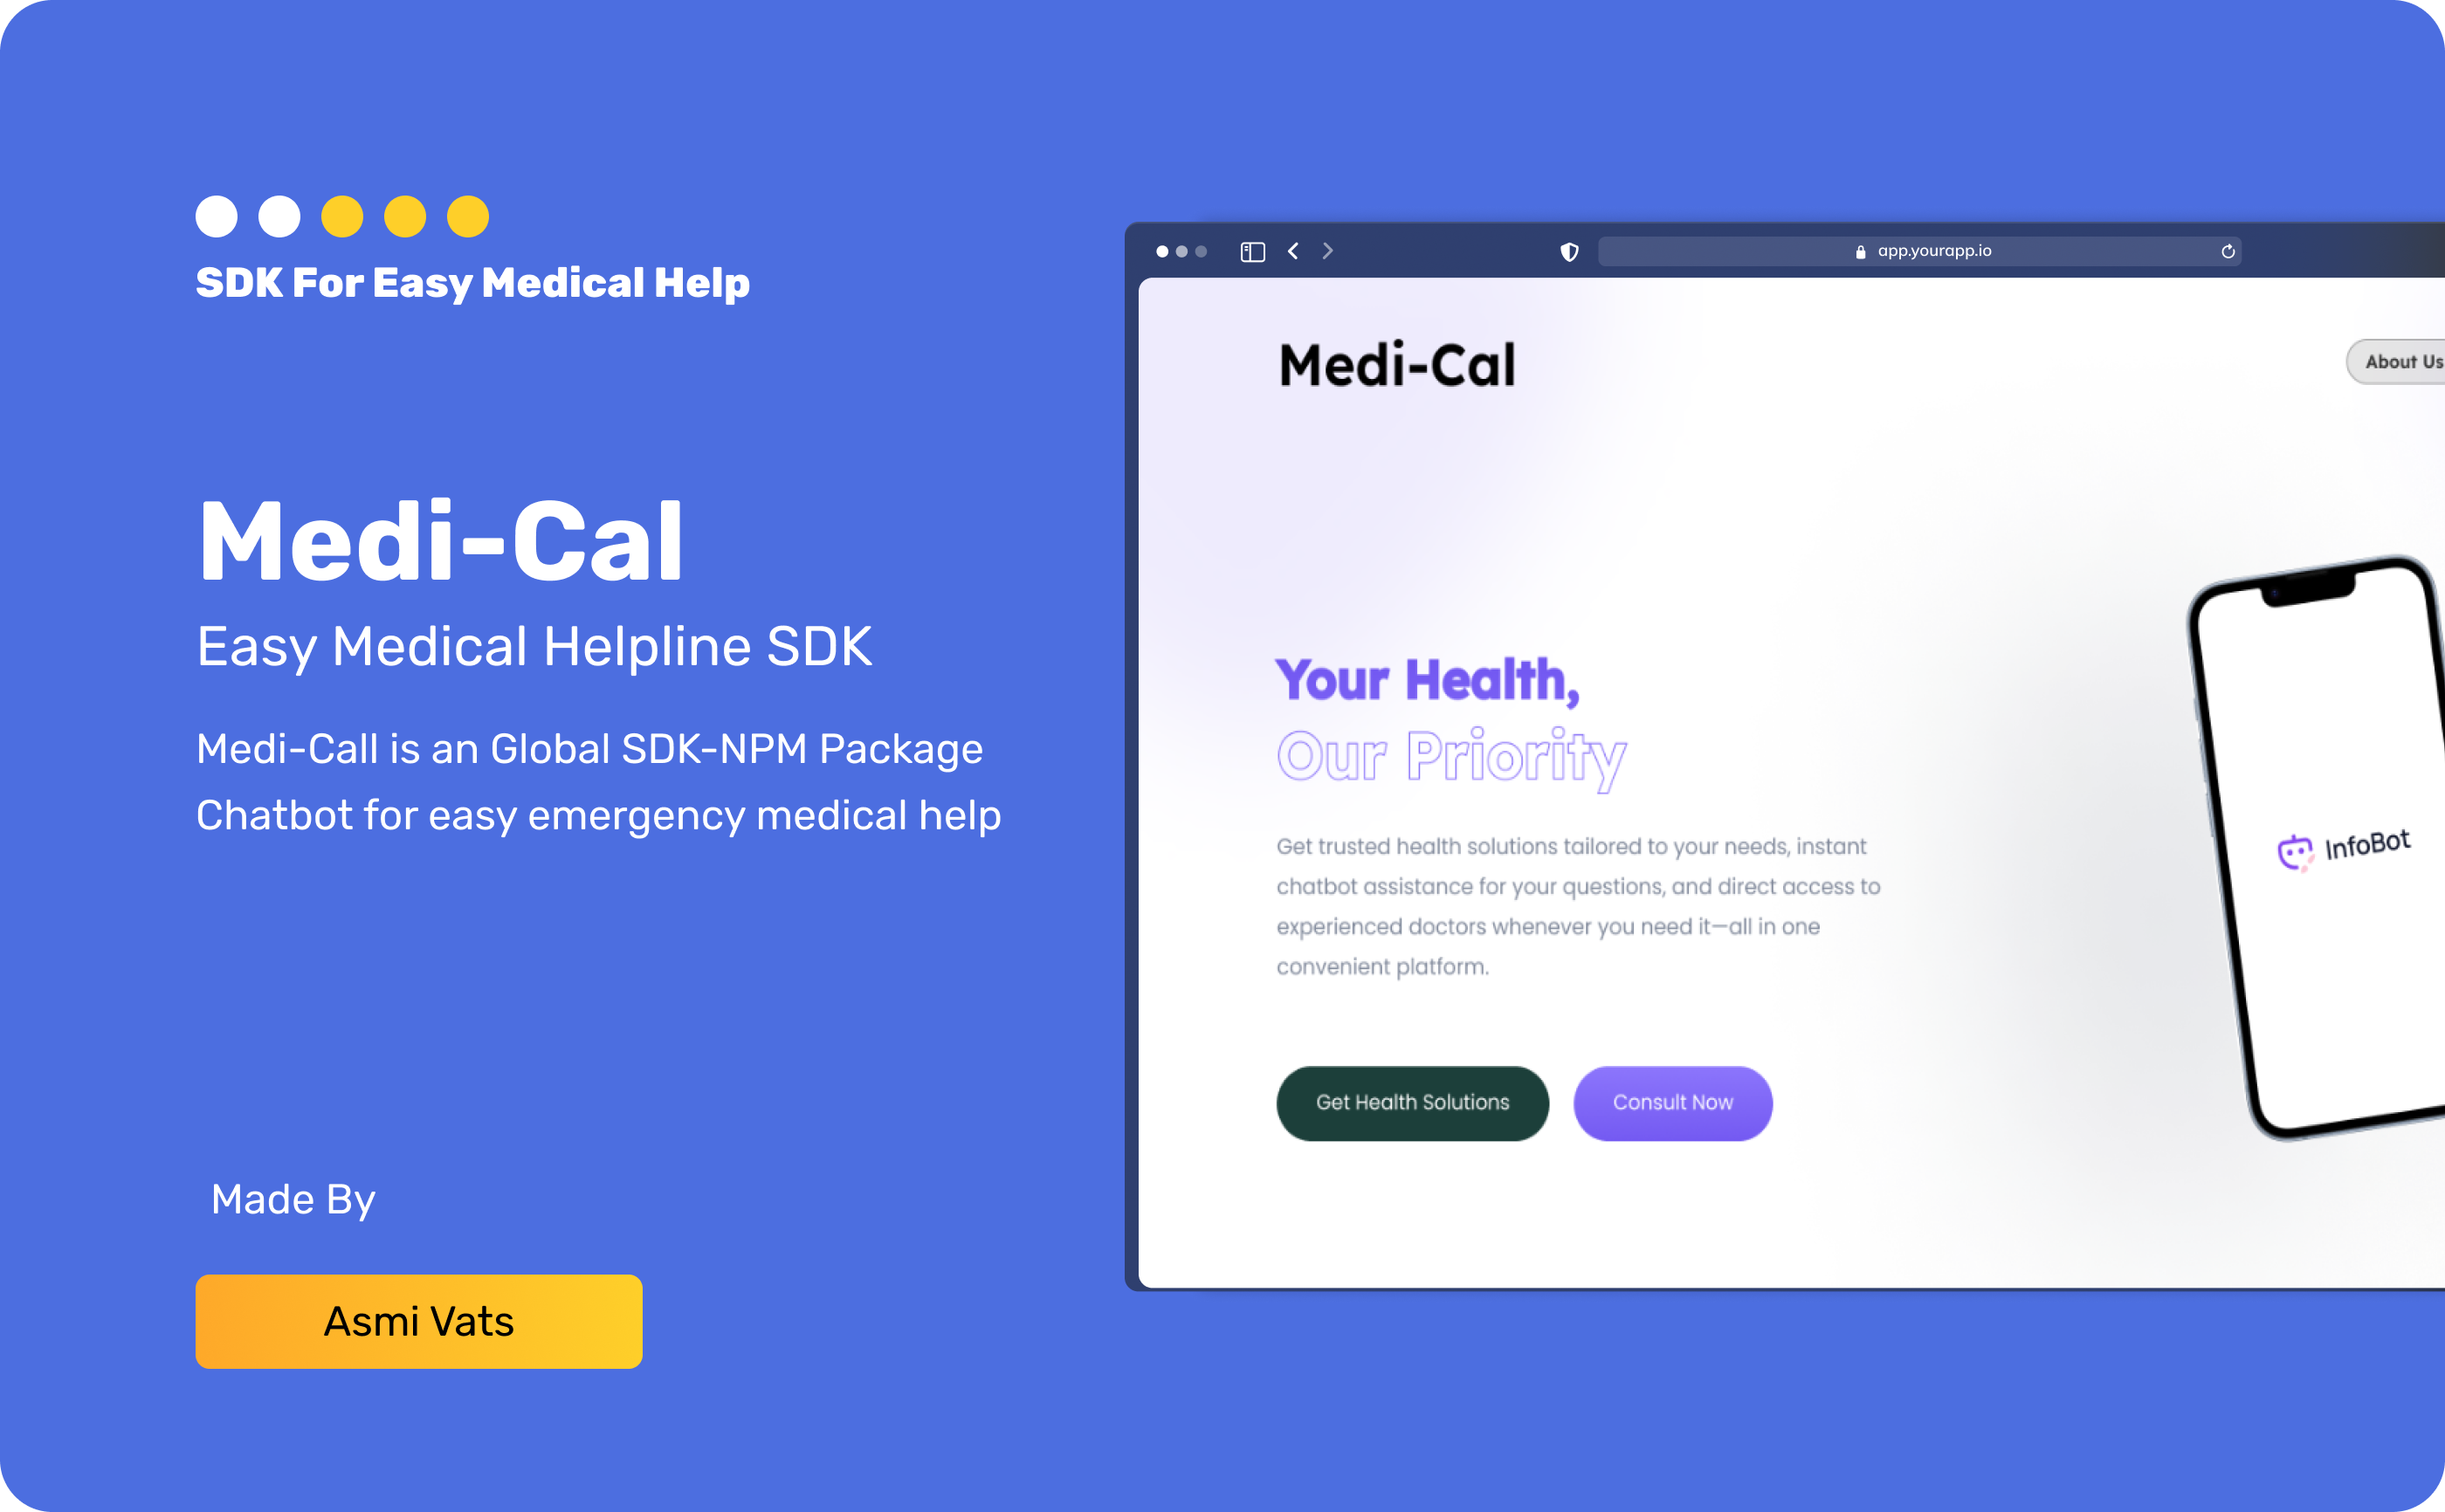 SDK For Easy Medical Help
Medi-Cal
Easy Medical Helpline SDK
Medi-Call is an Global SDK-NPM Package
Chatbot for easy emergency medical help
Made By
Asmi Vats
app.yourapp.io
Medi-Cal
About Us
Your Health,
Our Priority
Get trusted health solutions tailored to your needs, instant
chatbot assistance for your questions, and direct access to
experienced doctors whenever you need it—all in one
convenient platform.
Get Health Solutions
Consult Now
InfoBot